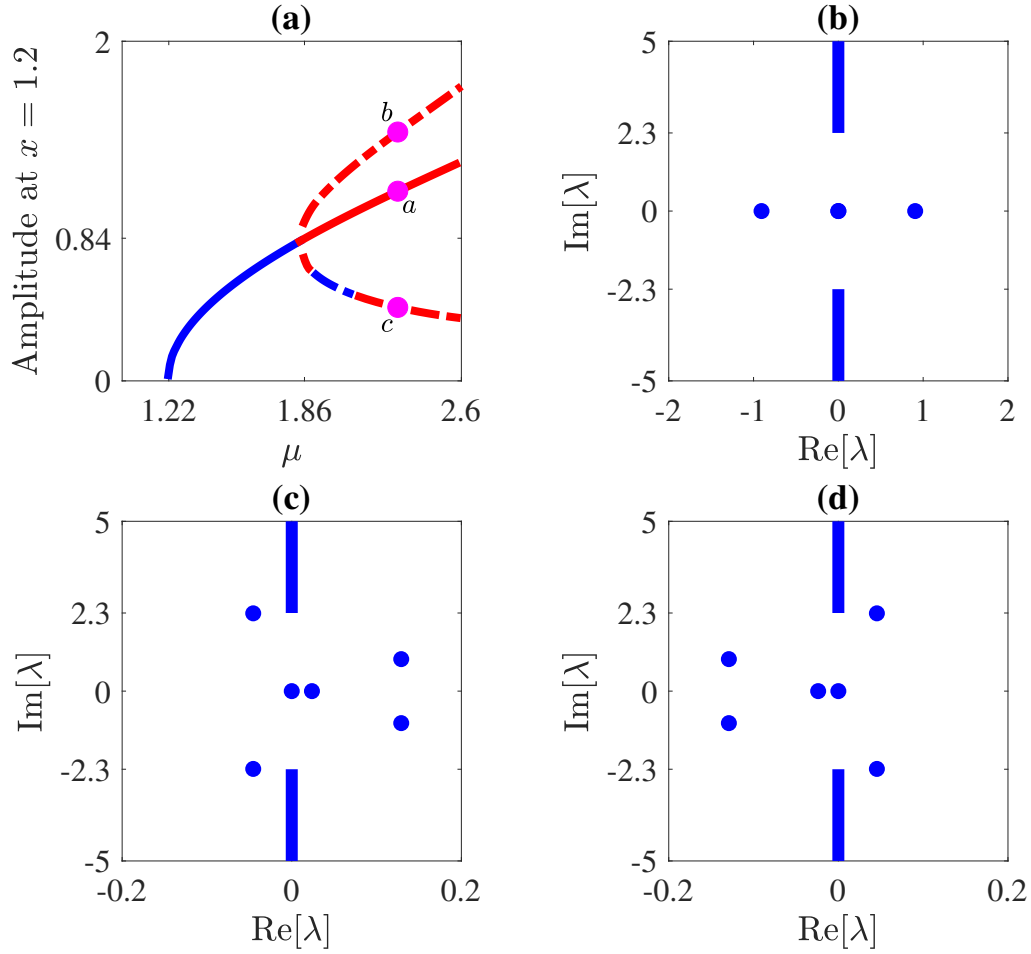 (a)
Amplitude at x = 1.2
2
0.84
0
b
a
c
1.22 1.86 2.6
μ
(b)
Im[λ]
5
2.3
0
-2.3
-5
-2 -1 0 1 2
Re[λ]
(c)
Im[λ]
5
2.3
0
-2.3
-5
-0.2 0 0.2
Re[λ]
(d)
Im[λ]
5
2.3
0
-2.3
-5
-0.2 0 0.2
Re[λ]